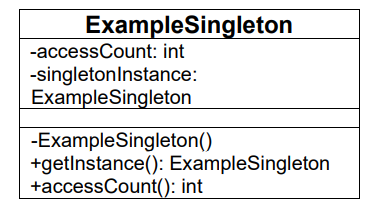 ExampleSingleton
-accessCount: int
-singletonInstance:
ExampleSingleton
-ExampleSingleton()
+getInstance(): ExampleSingleton
+accessCount(): int